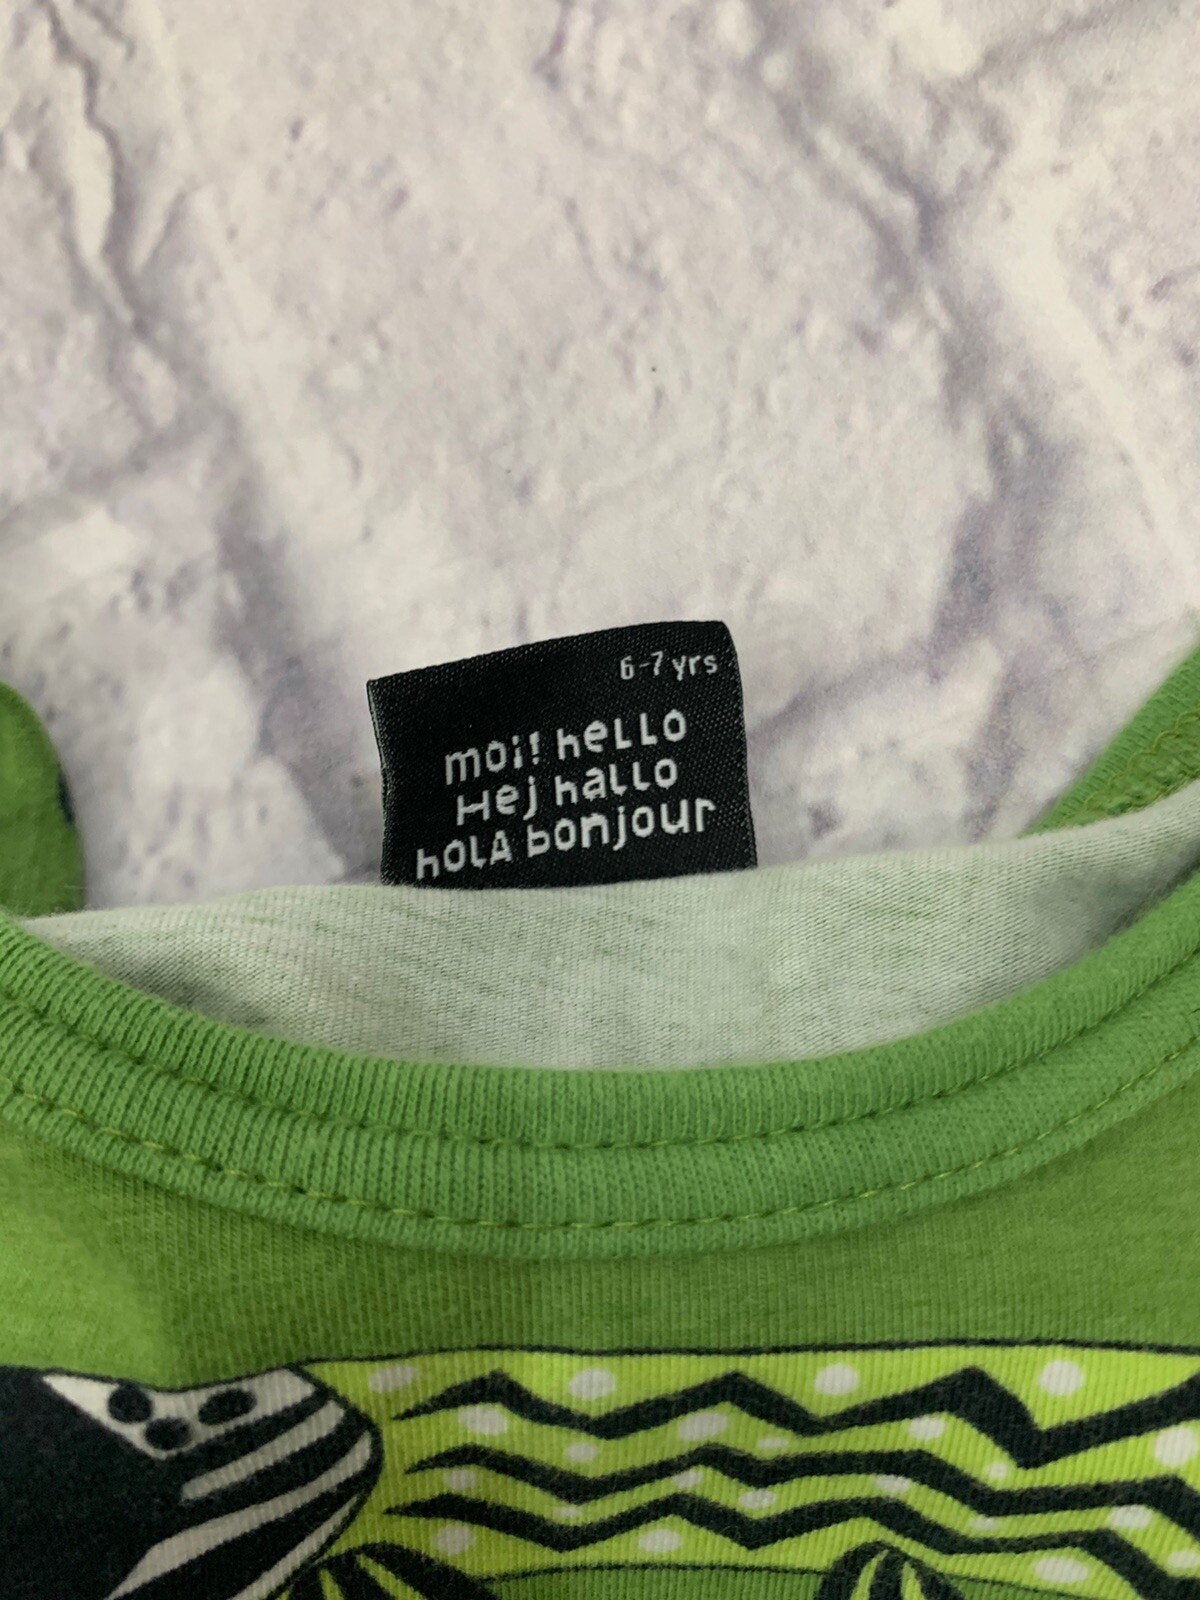 6-7 yrs
moi! heLLo
Hej haLLo
hOLA bonjour